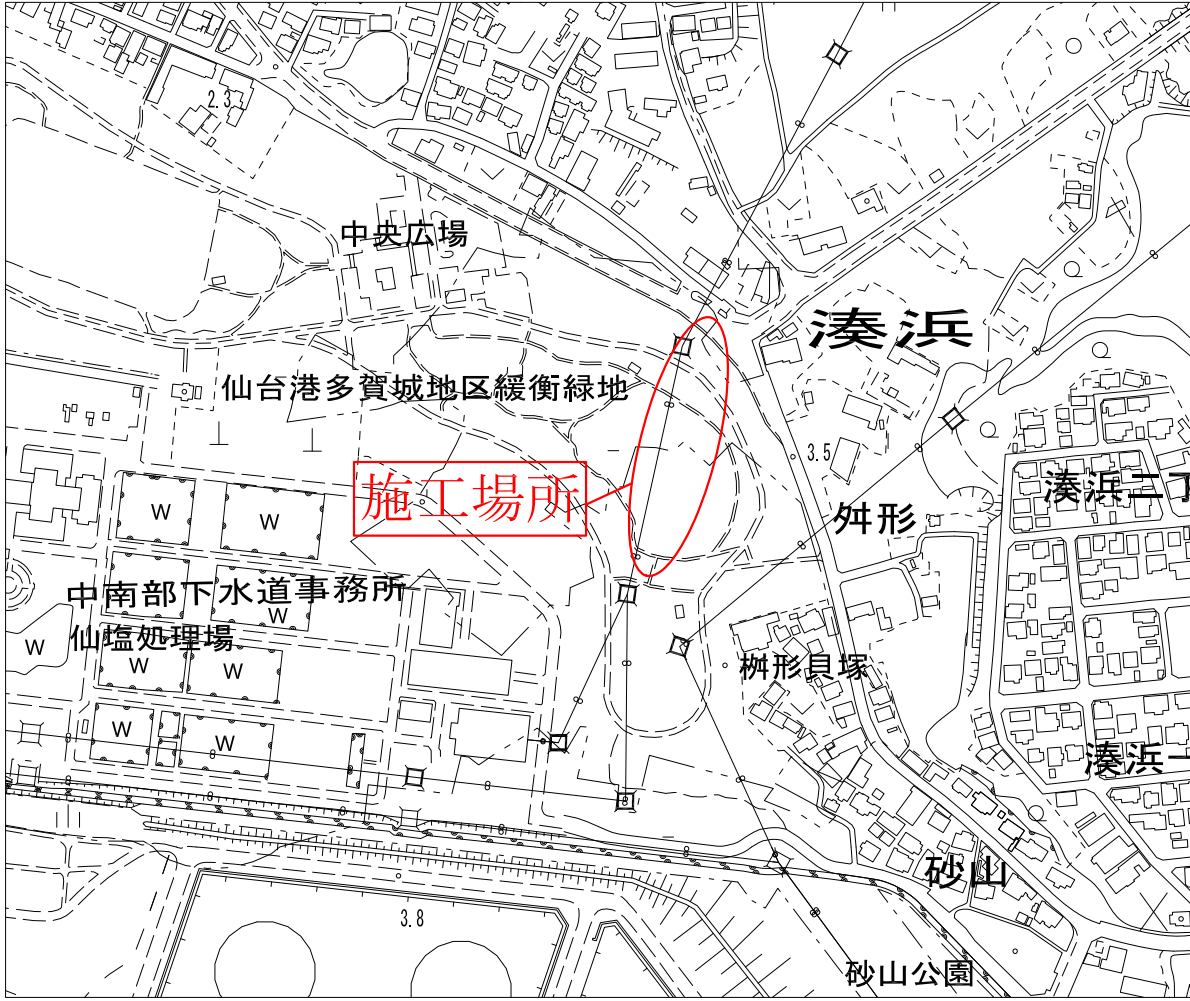 2.3
中央広場
湊浜
仙台港多賀城地区緩衝緑地
3.5
施工場所
湊浜二丁
舛形
W
W
中南部下水道事務所
W
仙塩処理場
W
W
W
桝形貝塚
W
W
湊浜一
砂山
3.8
砂山公園